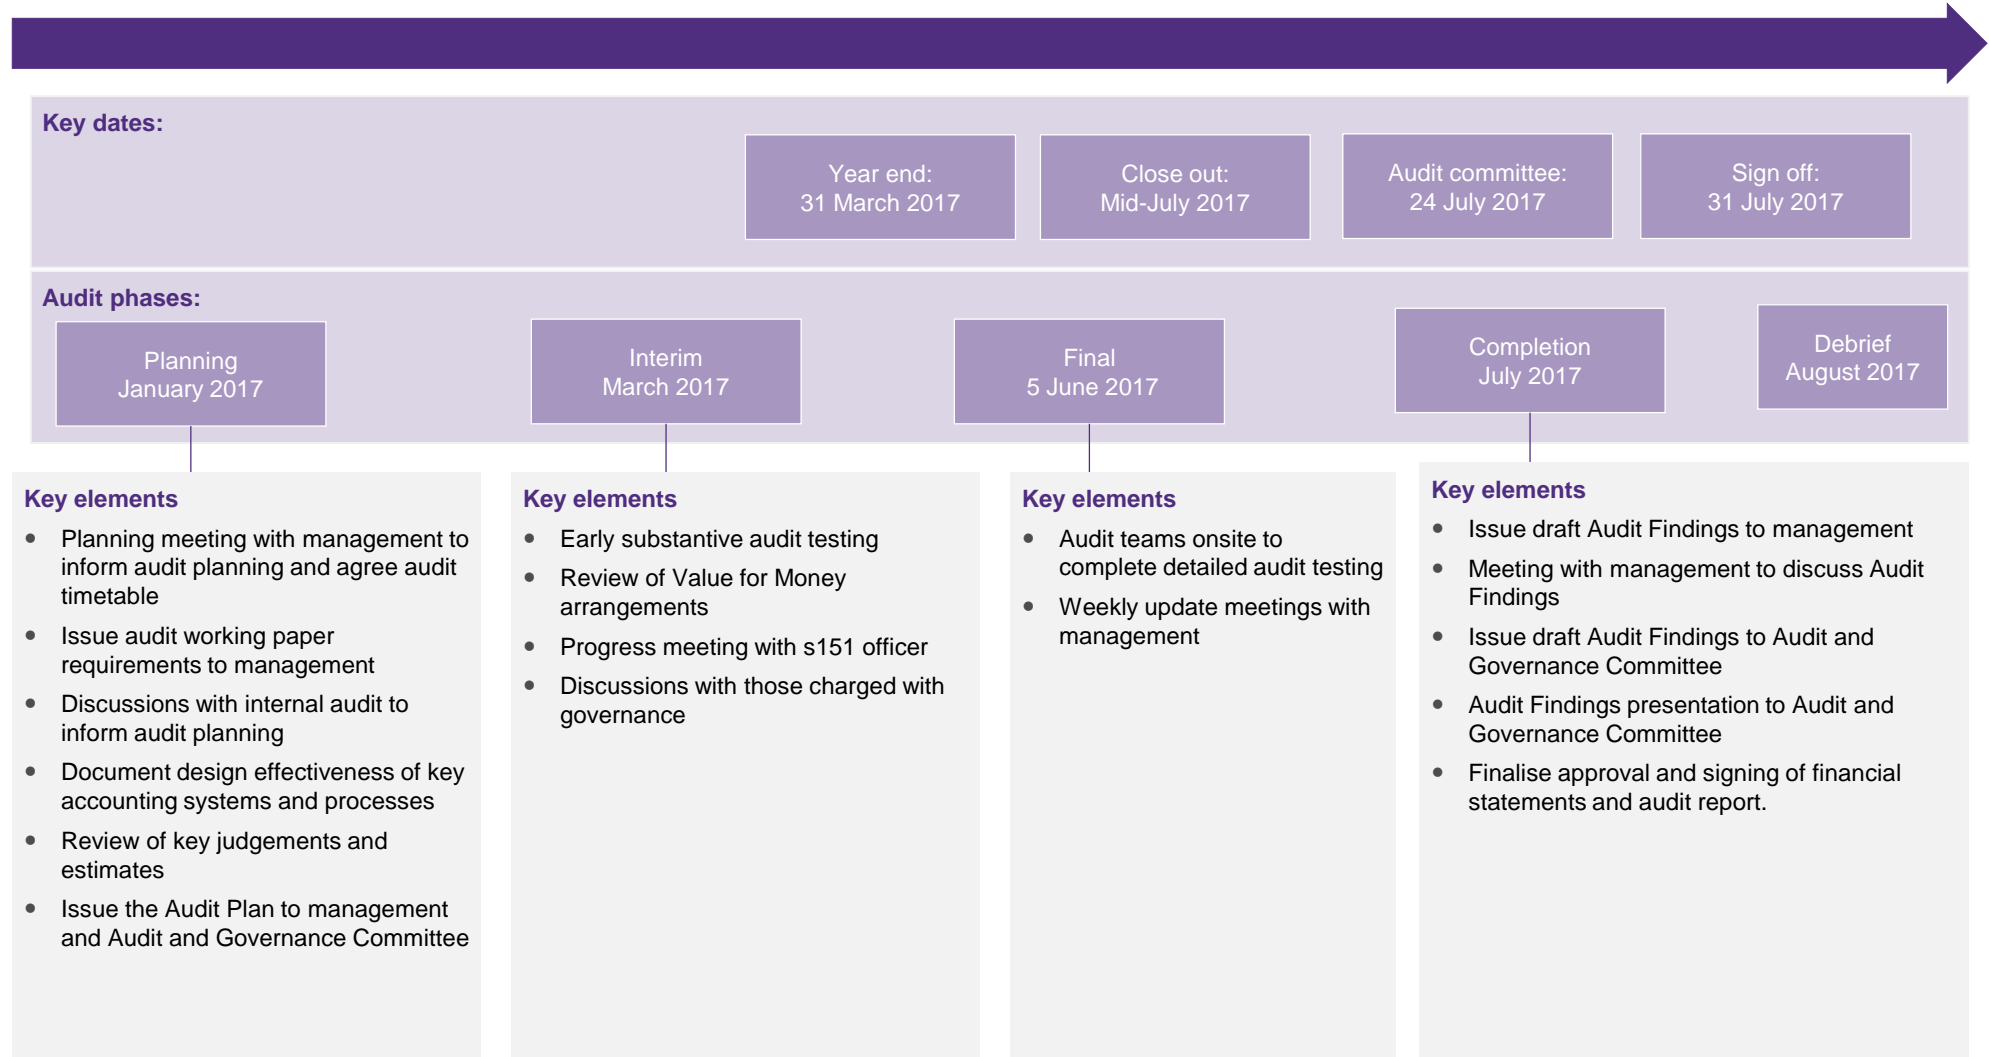 Key dates:
Year end:
31 March 2017
Close out:
Mid-July 2017
Audit committee:
24 July 2017
Sign off:
31 July 2017
Audit phases:
Planning
January 2017
Interim
March 2017
Final
5 June 2017
Completion
July 2017
Debrief
August 2017
Key elements
• Planning meeting with management to
inform audit planning and agree audit
timetable
• Issue audit working paper
requirements to management
• Discussions with internal audit to
inform audit planning
• Document design effectiveness of key
accounting systems and processes
• Review of key judgements and
estimates
• Issue the Audit Plan to management
and Audit and Governance Committee
Key elements
• Early substantive audit testing
• Review of Value for Money
arrangements
• Progress meeting with s151 officer
• Discussions with those charged with
governance
Key elements
• Audit teams onsite to
complete detailed audit testing
• Weekly update meetings with
management
Key elements
• Issue draft Audit Findings to management
• Meeting with management to discuss Audit
Findings
• Issue draft Audit Findings to Audit and
Governance Committee
• Audit Findings presentation to Audit and
Governance Committee
• Finalise approval and signing of financial
statements and audit report.